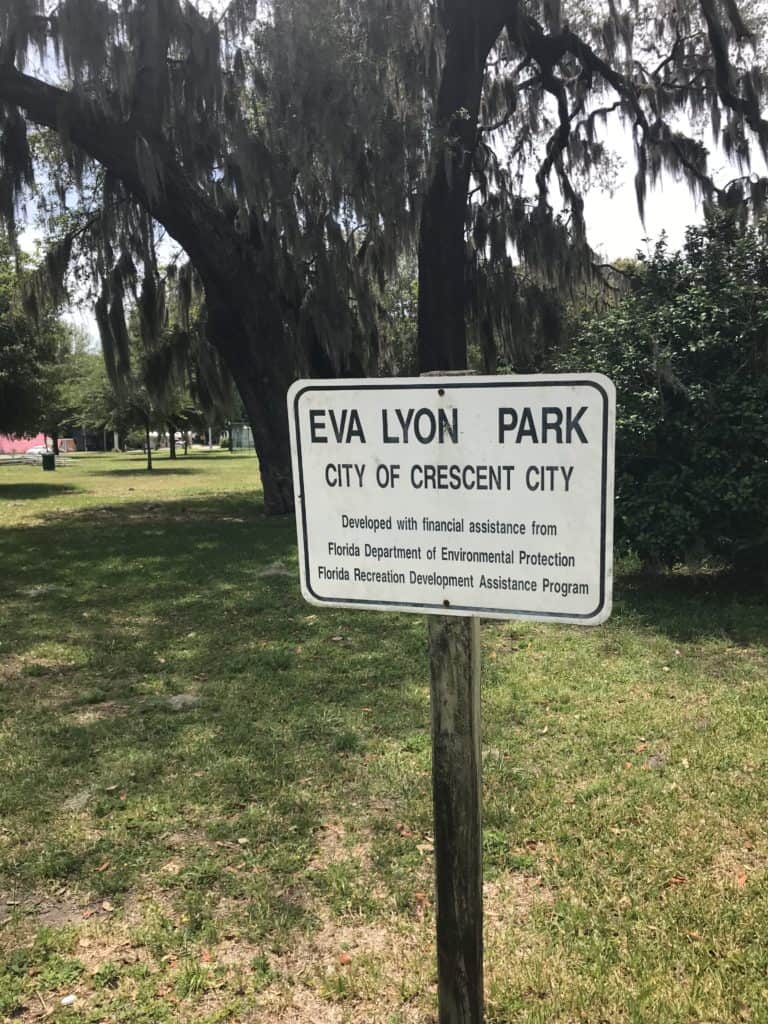 EVA LYON PARK
CITY OF CRESCENT CITY
Developed with financial assistance from
Florida Department of Environmental Protection
Florida Recreation Development Assistance Program